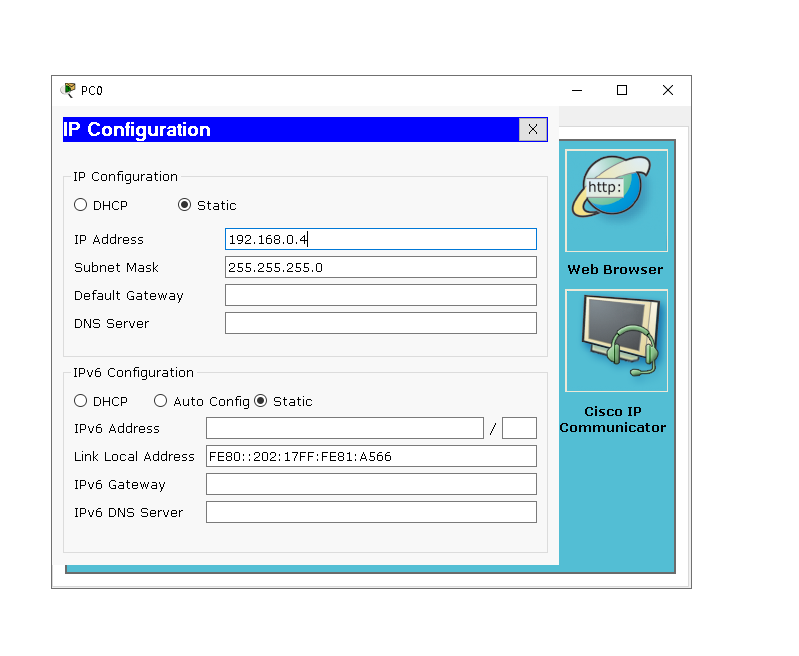 PC0
IP Configuration
X
IP Configuration
DHCP Static
IP Address 192.168.0.4
Subnet Mask 255.255.255.0
Default Gateway
DNS Server
IPv6 Configuration
DHCP Auto Config Static
IPv6 Address /
Link Local Address FE80::202:17FF:FE81:A566
IPv6 Gateway
IPv6 DNS Server
http:
Web Browser
Cisco IP
Communicator